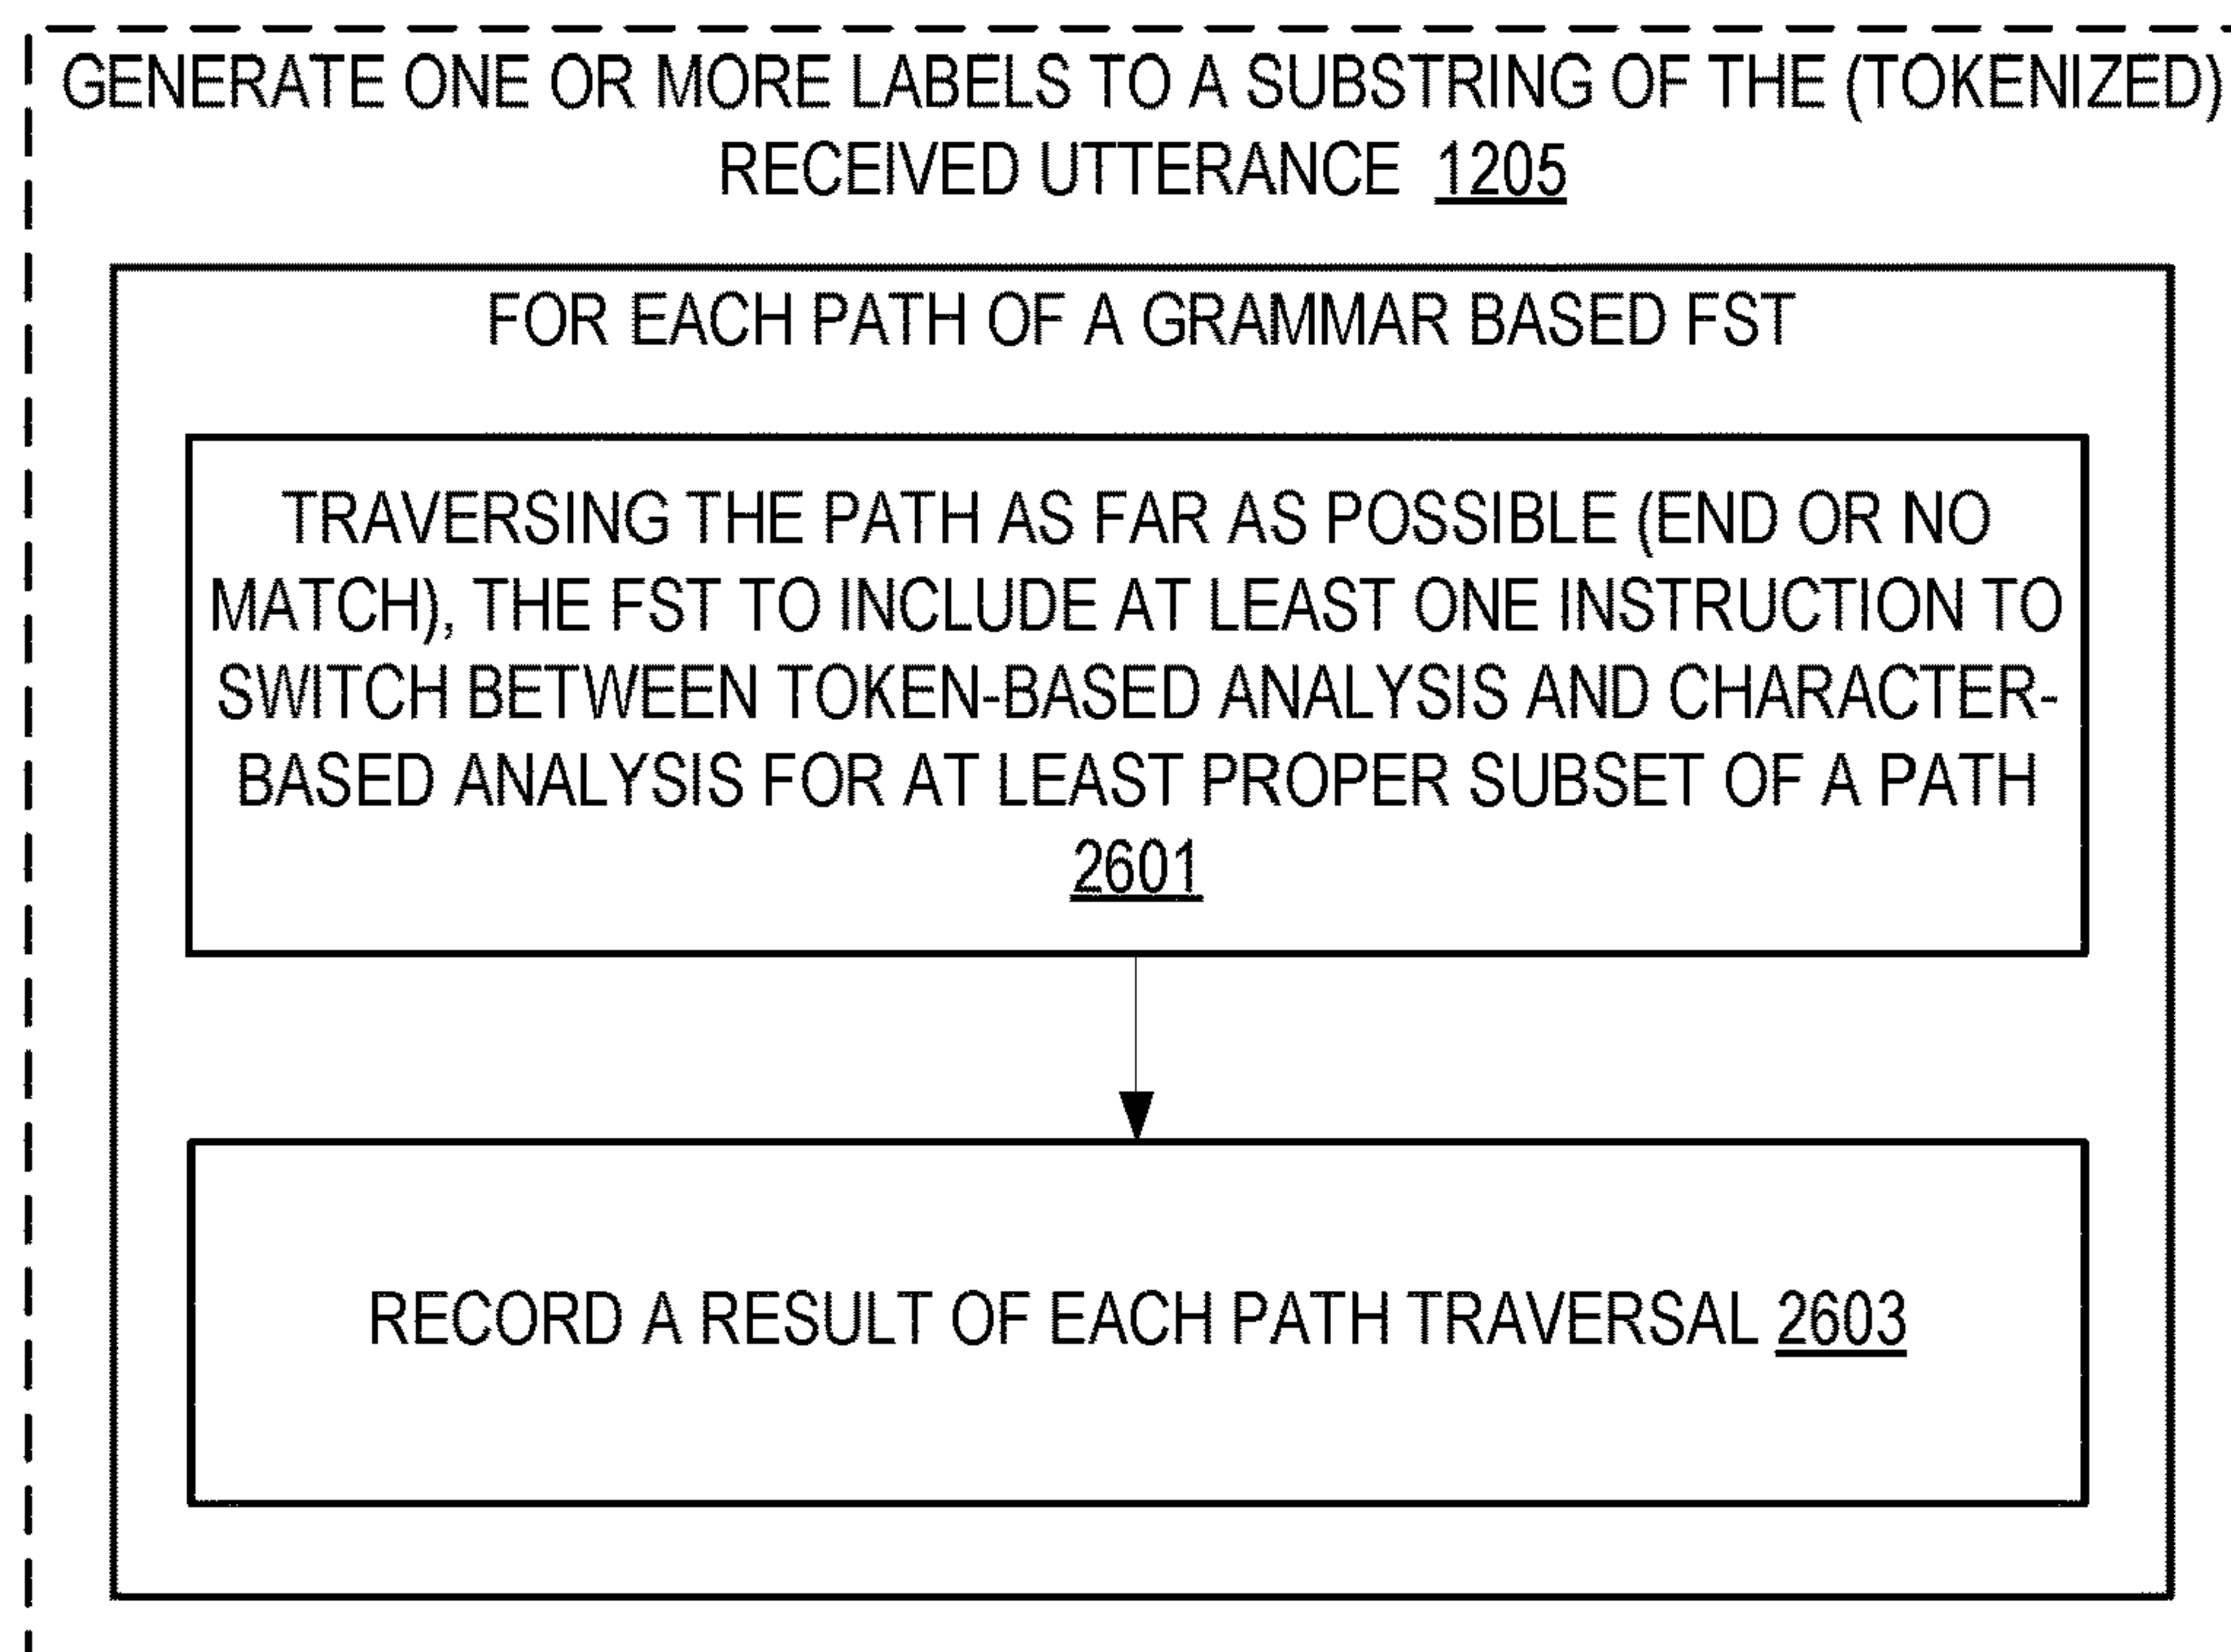 GENERATE ONE OR MORE LABELS TO A SUBSTRING OF THE (TOKENIZED)
RECEIVED UTTERANCE 1205
FOR EACH PATH OF A GRAMMAR BASED FST
TRAVERSING THE PATH AS FAR AS POSSIBLE (END OR NO
MATCH), THE FST TO INCLUDE AT LEAST ONE INSTRUCTION TO
SWITCH BETWEEN TOKEN-BASED ANALYSIS AND CHARACTER-
BASED ANALYSIS FOR AT LEAST PROPER SUBSET OF A PATH
2601
RECORD A RESULT OF EACH PATH TRAVERSAL 2603